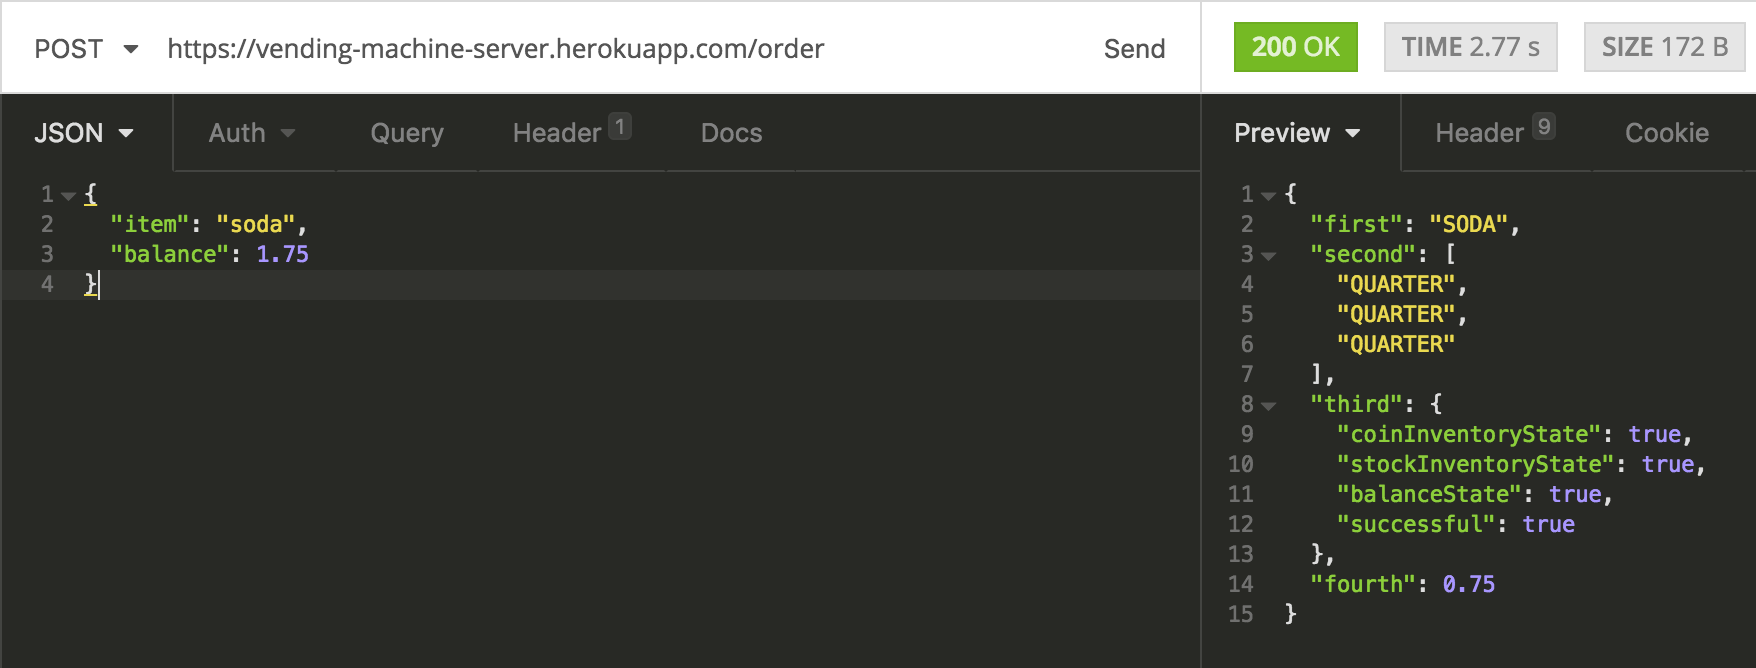 POST https://vending-machine-server.herokuapp.com/order Send
200 OK TIME 2.77 s SIZE 172 B
JSON Auth Query Header 1 Docs
1 {
2 "item": "soda",
3 "balance": 1.75
4 }
Preview Header 9 Cookie
1 {
2 "first": "SODA",
3 "second": [
4 "QUARTER",
5 "QUARTER",
6 "QUARTER"
7 ],
8 "third": {
9 "coinInventoryState": true,
10 "stockInventoryState": true,
11 "balanceState": true,
12 "successful": true
13 },
14 "fourth": 0.75
15 }